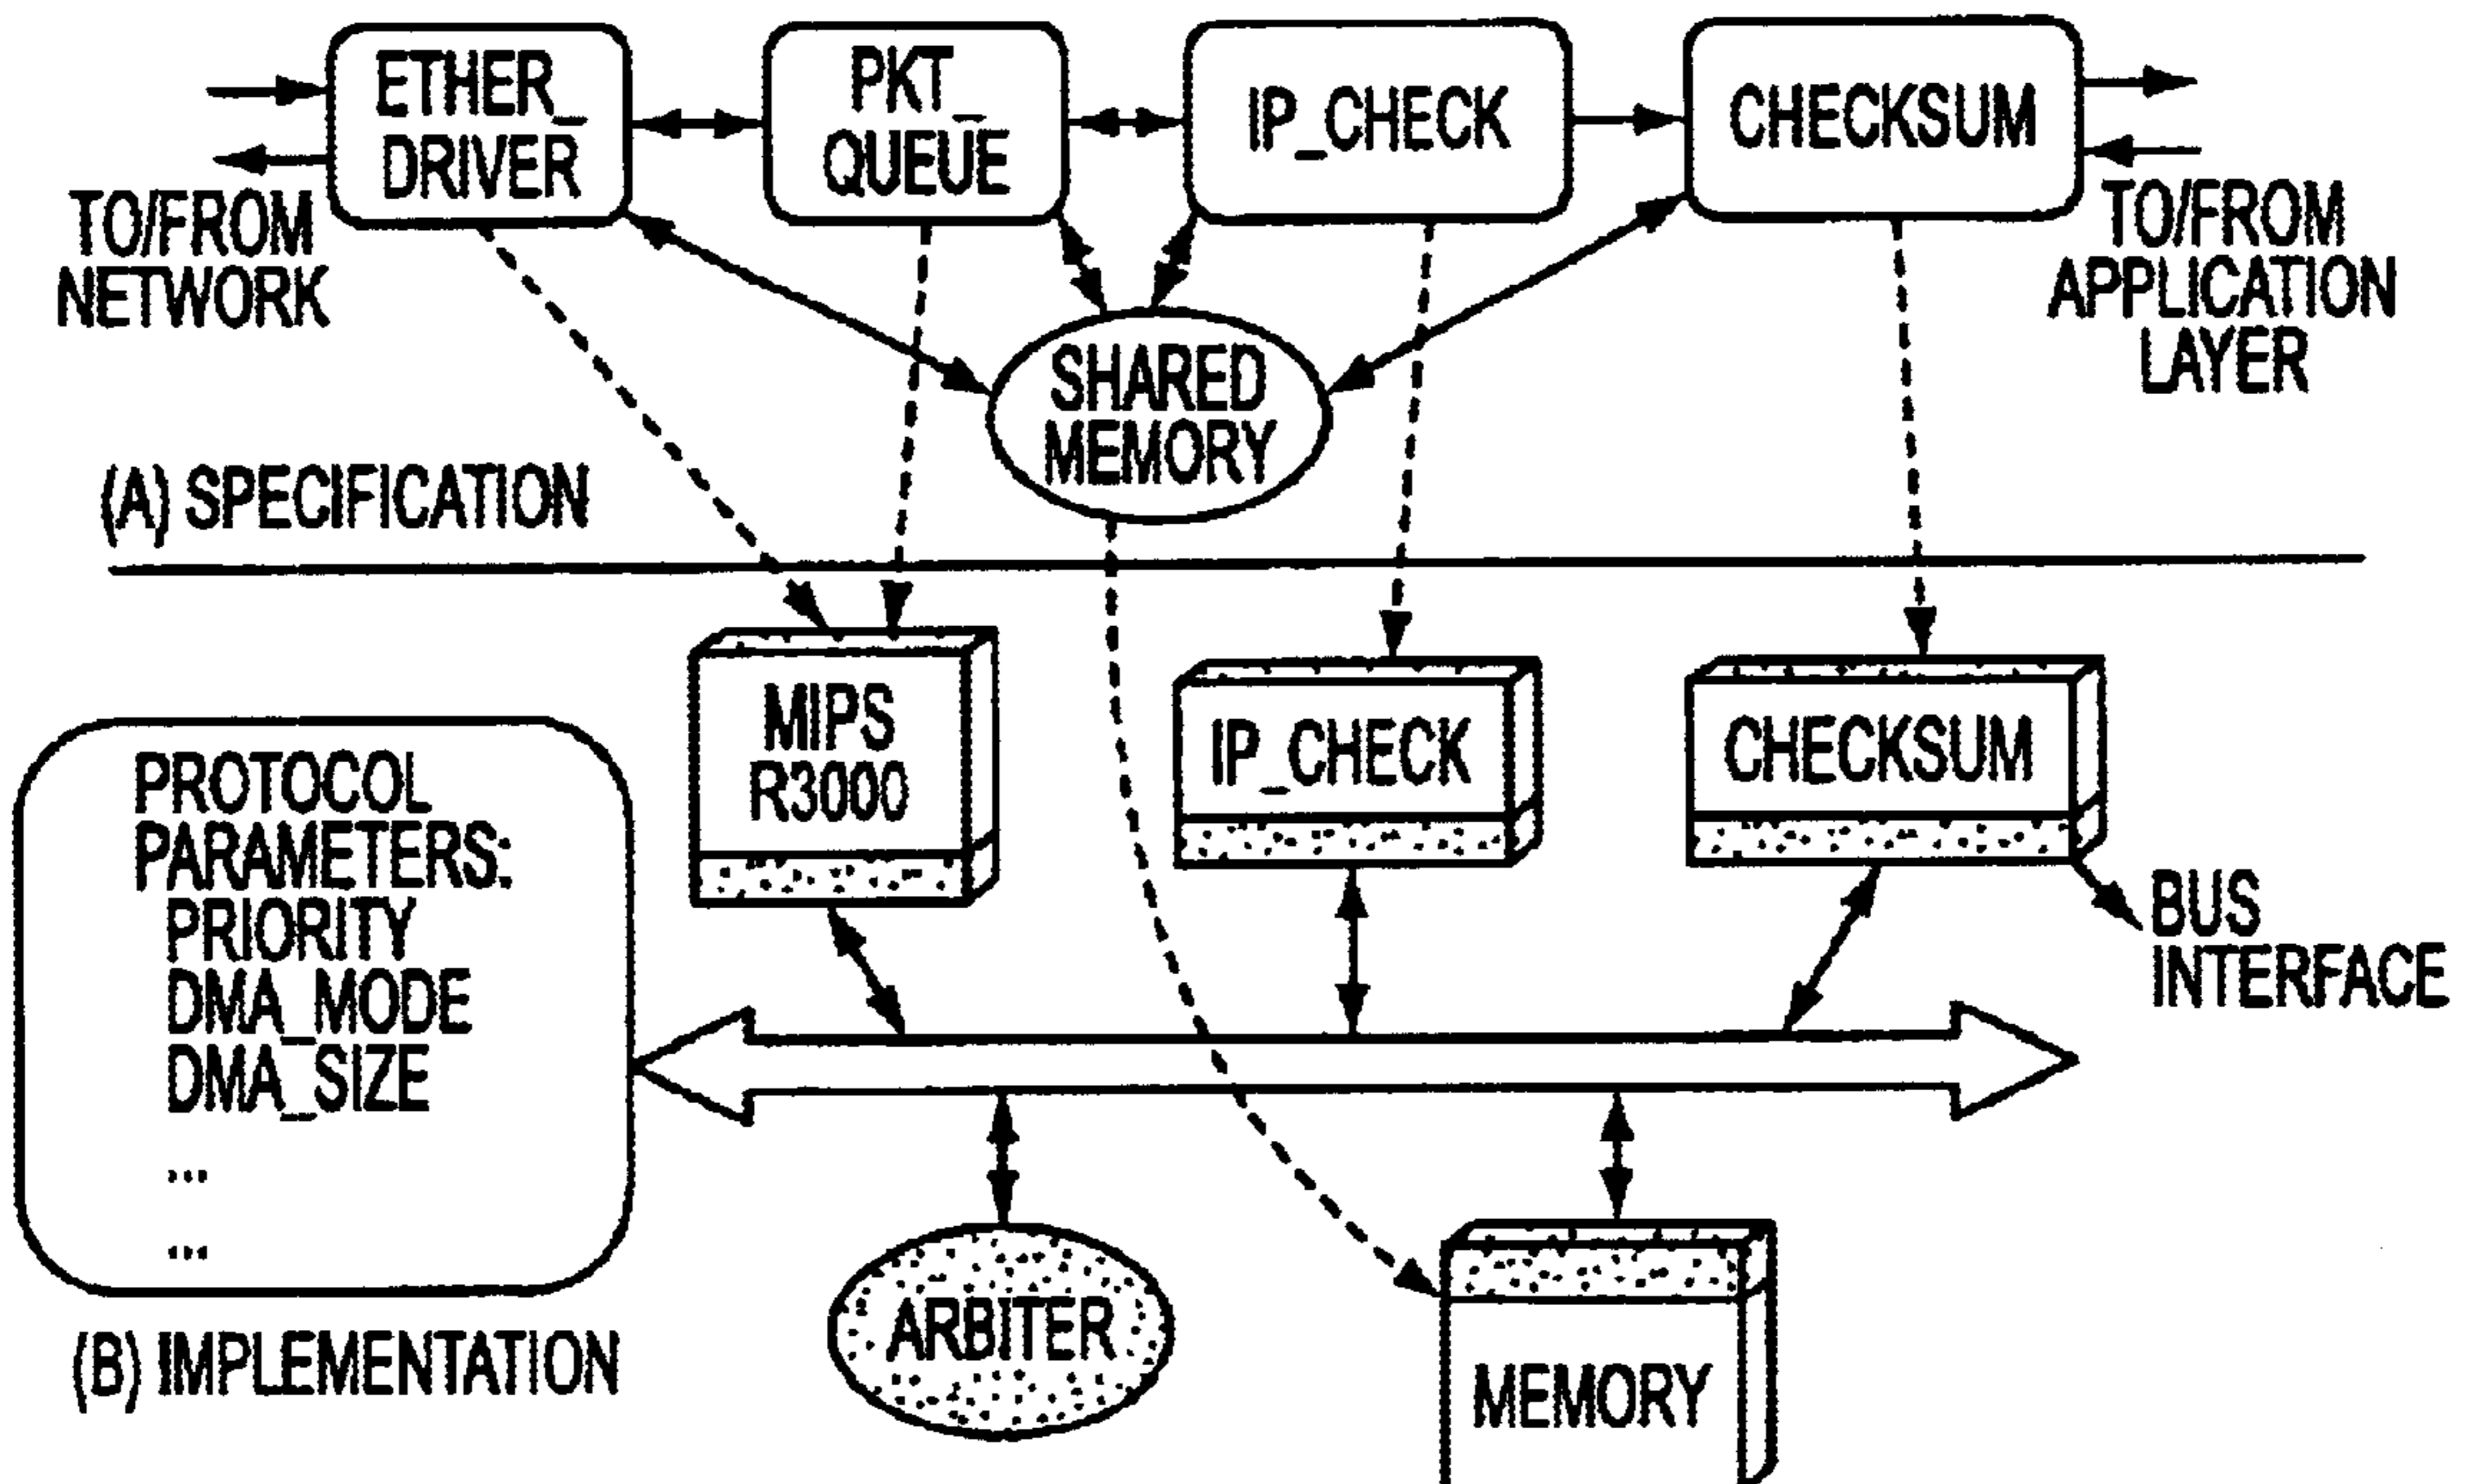 ETHER_
DRIVER
PKT_
QUEUE
IP_CHECK
CHECKSUM
TO/FROM
NETWORK
TO/FROM
APPLICATION
LAYER
SHARED
MEMORY
(A) SPECIFICATION
MIPS
R3000
IP_CHECK
CHECKSUM
PROTOCOL
PARAMETERS:
PRIORITY
DMA_MODE
DMA_SIZE
...
...
BUS
INTERFACE
ARBITER
MEMORY
(B) IMPLEMENTATION